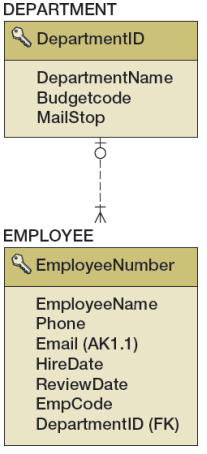 DEPARTMENT
DepartmentID
DepartmentName
Budgetcode
MailStop
EMPLOYEE
EmployeeNumber
EmployeeName
Phone
Email (AK1.1)
HireDate
ReviewDate
EmpCode
DepartmentID (FK)